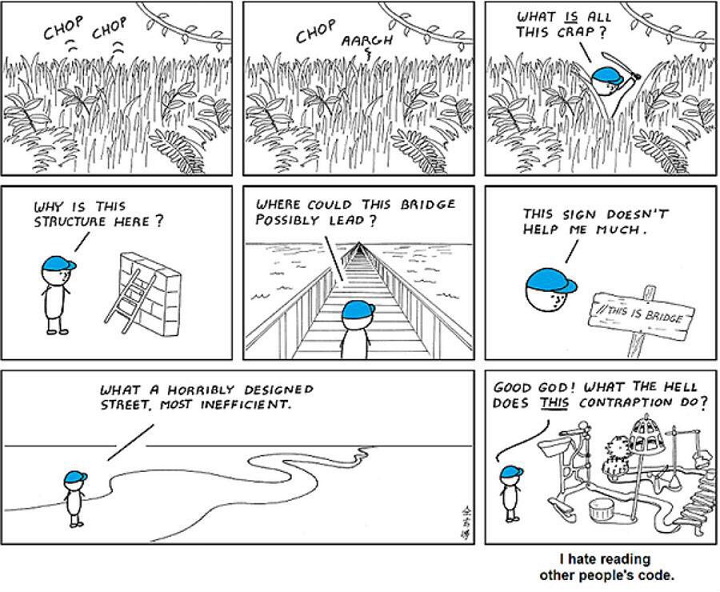 CHOP CHOP
CHOP
AARGH
WHAT IS ALL
THIS CRAP?
WHY IS THIS
STRUCTURE HERE?
WHERE COULD THIS BRIDGE
POSSIBLY LEAD?
THIS SIGN DOESN'T
HELP ME MUCH.
//THIS IS BRIDGE
WHAT A HORRIBLY DESIGNED
STREET, MOST INEFFICIENT.
GOOD GOD! WHAT THE HELL
DOES THIS CONTRAPTION DO?
I hate reading
other people's code.